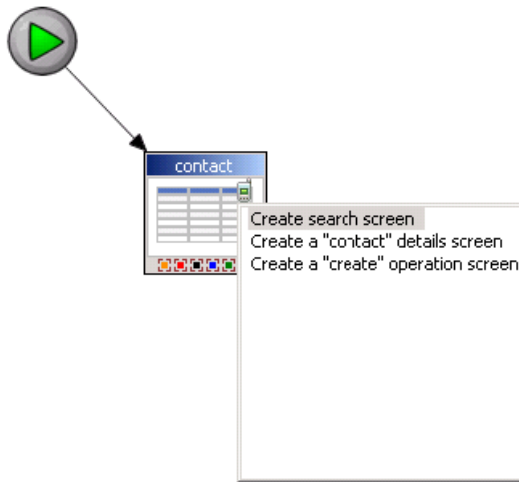 contact
Create search screen
Create a "contact" details screen
Create a "create" operation screen